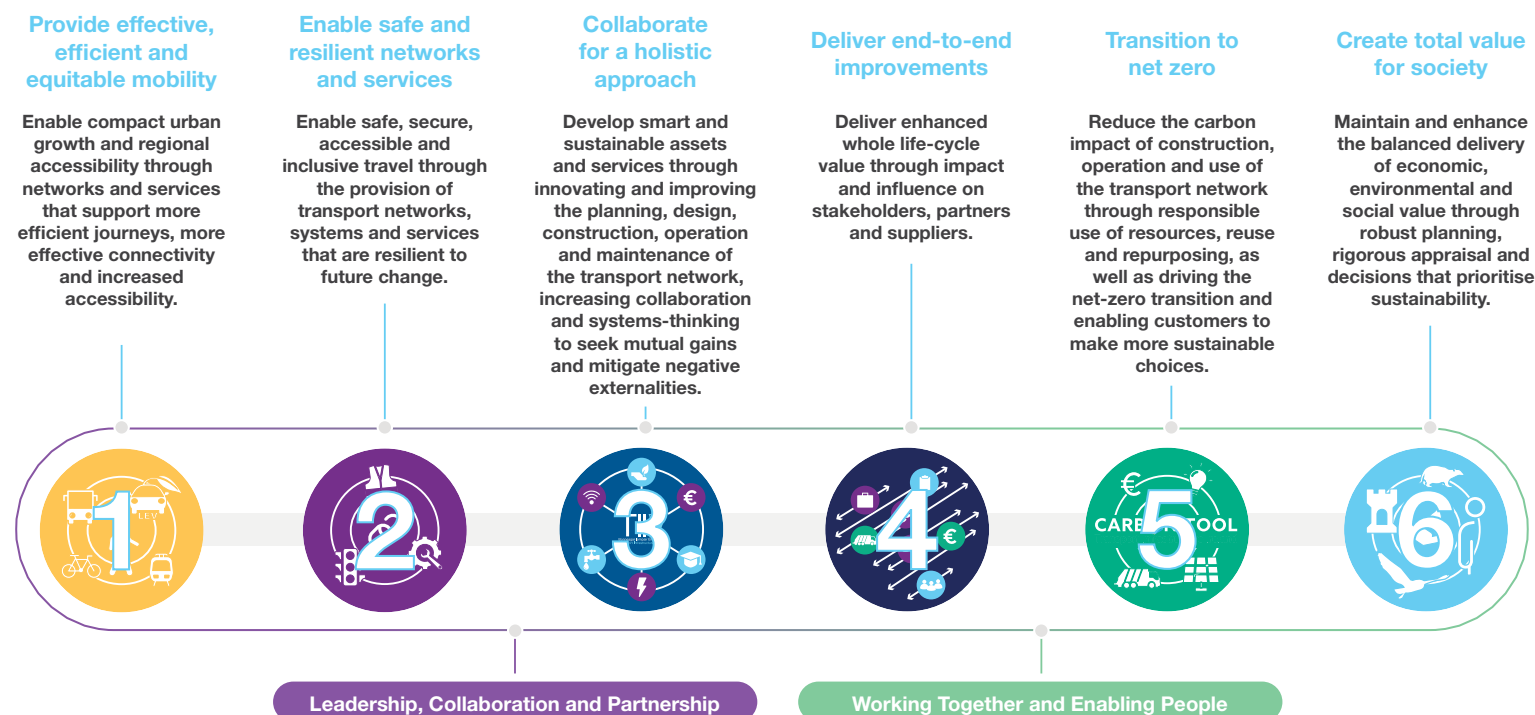 Provide effective,
efficient and
equitable mobility
Enable compact urban
growth and regional
accessibility through
networks and services
that support more
efficient journeys, more
effective connectivity
and increased
accessibility.
Enable safe and
resilient networks
and services
Enable safe, secure,
accessible and
inclusive travel through
the provision of
transport networks,
systems and services
that are resilient to
future change.
Collaborate
for a holistic
approach
Develop smart and
sustainable assets
and services through
innovating and improving
the planning, design,
construction, operation
and maintenance of
the transport network,
increasing collaboration
and systems-thinking
to seek mutual gains
and mitigate negative
externalities.
Deliver end-to-end
improvements
Deliver enhanced
whole life-cycle
value through impact
and influence on
stakeholders, partners
and suppliers.
Transition to
net zero
Reduce the carbon
impact of construction,
operation and use of
the transport network
through responsible
use of resources, reuse
and repurposing, as
well as driving the
net-zero transition and
enabling customers to
make more sustainable
choices.
Create total value
for society
Maintain and enhance
the balanced delivery
of economic,
environmental and
social value through
robust planning,
rigorous appraisal and
decisions that prioritise
sustainability.
1
LEV
2
3
€
4
€
5
€
TOOL
6
Leadership, Collaboration and Partnership
Working Together and Enabling People